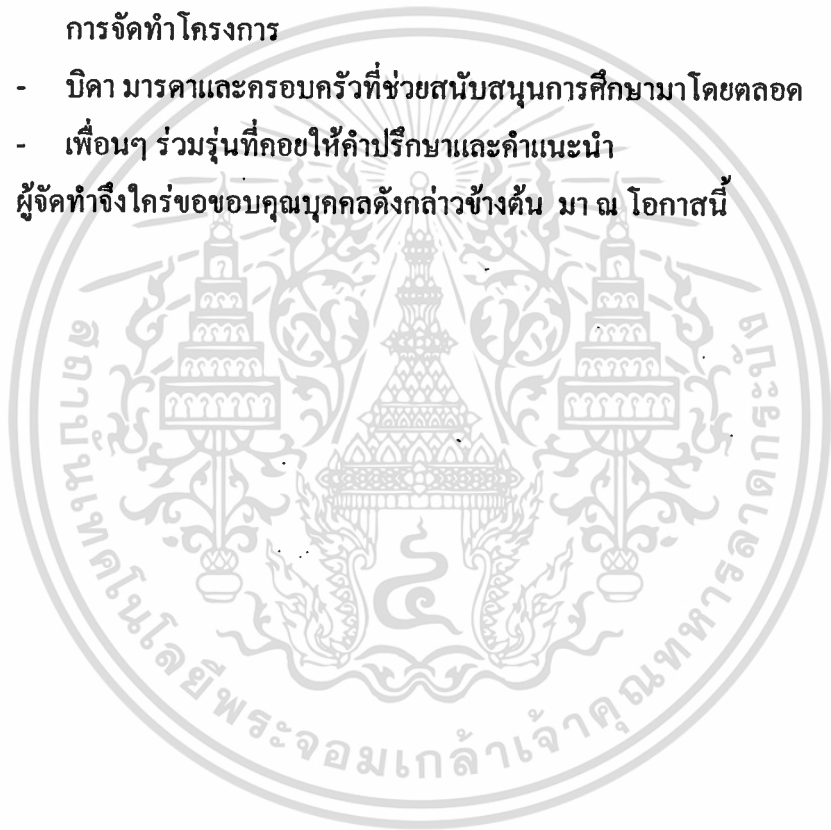 การจัดทำโครงการ
- บิดา มารดาและครอบครัวที่ช่วยสนับสนุนการศึกษามาโดยตลอด
- เพื่อนๆ ร่วมรุ่นที่คอยให้คำปรึกษาและคำแนะนำ
ผู้จัดทำจึงใคร่ขอขอบคุณบุคคลดังกล่าวข้างต้น มา ณ โอกาสนี้
สถาบันเทคโนโลยีพระจอมเกล้าเจ้าคุณทหารลาดกระบัง
๔